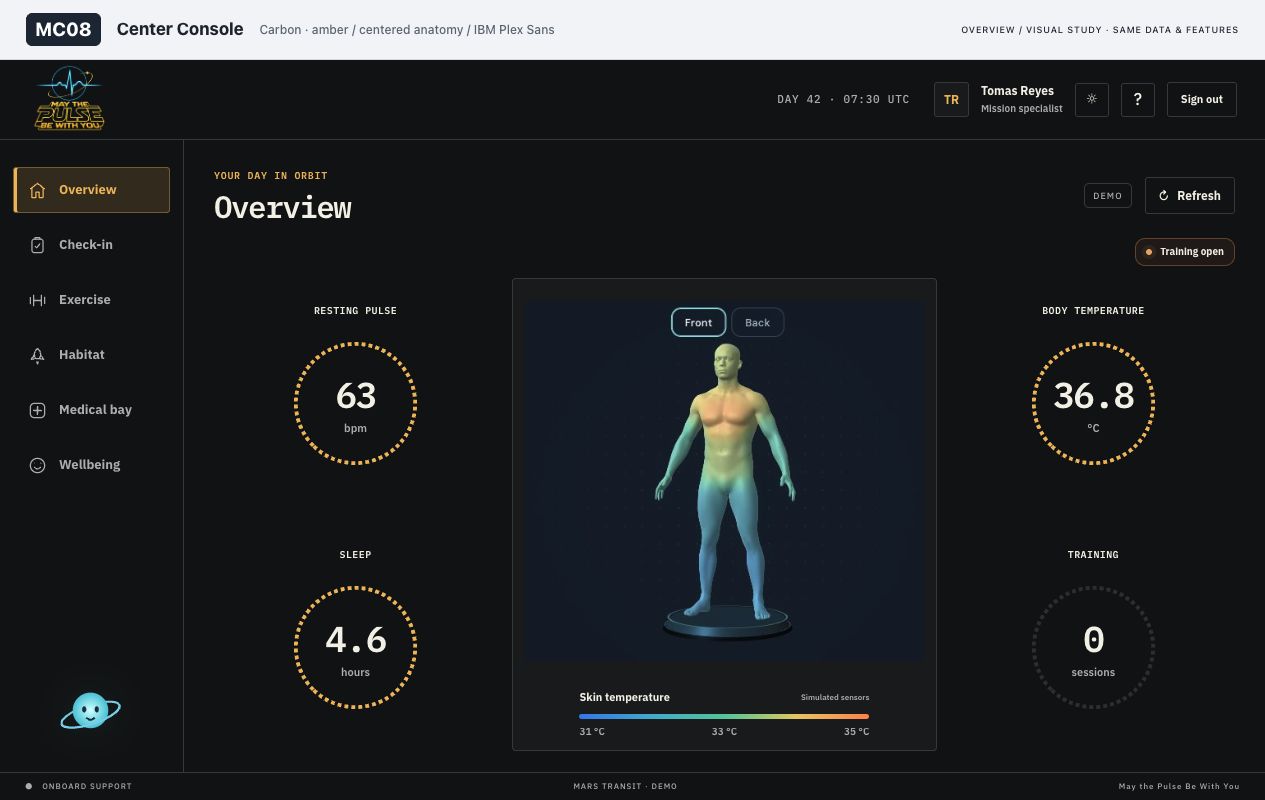 MC08 Center Console Carbon · amber / centered anatomy / IBM Plex Sans OVERVIEW / VISUAL STUDY · SAME DATA & FEATURES
MAY THE
PULSE
BE WITH YOU
DAY 42 · 07:30 UTC
TR
Tomas Reyes
Mission specialist
?
Sign out
Overview
Check-in
Exercise
Habitat
Medical bay
Wellbeing
YOUR DAY IN ORBIT
Overview
DEMO
Refresh
Training open
RESTING PULSE
63
bpm
SLEEP
4.6
hours
Front Back
Skin temperature Simulated sensors
31 °C 33 °C 35 °C
BODY TEMPERATURE
36.8
°C
TRAINING
0
sessions
ONBOARD SUPPORT MARS TRANSIT · DEMO May the Pulse Be With You